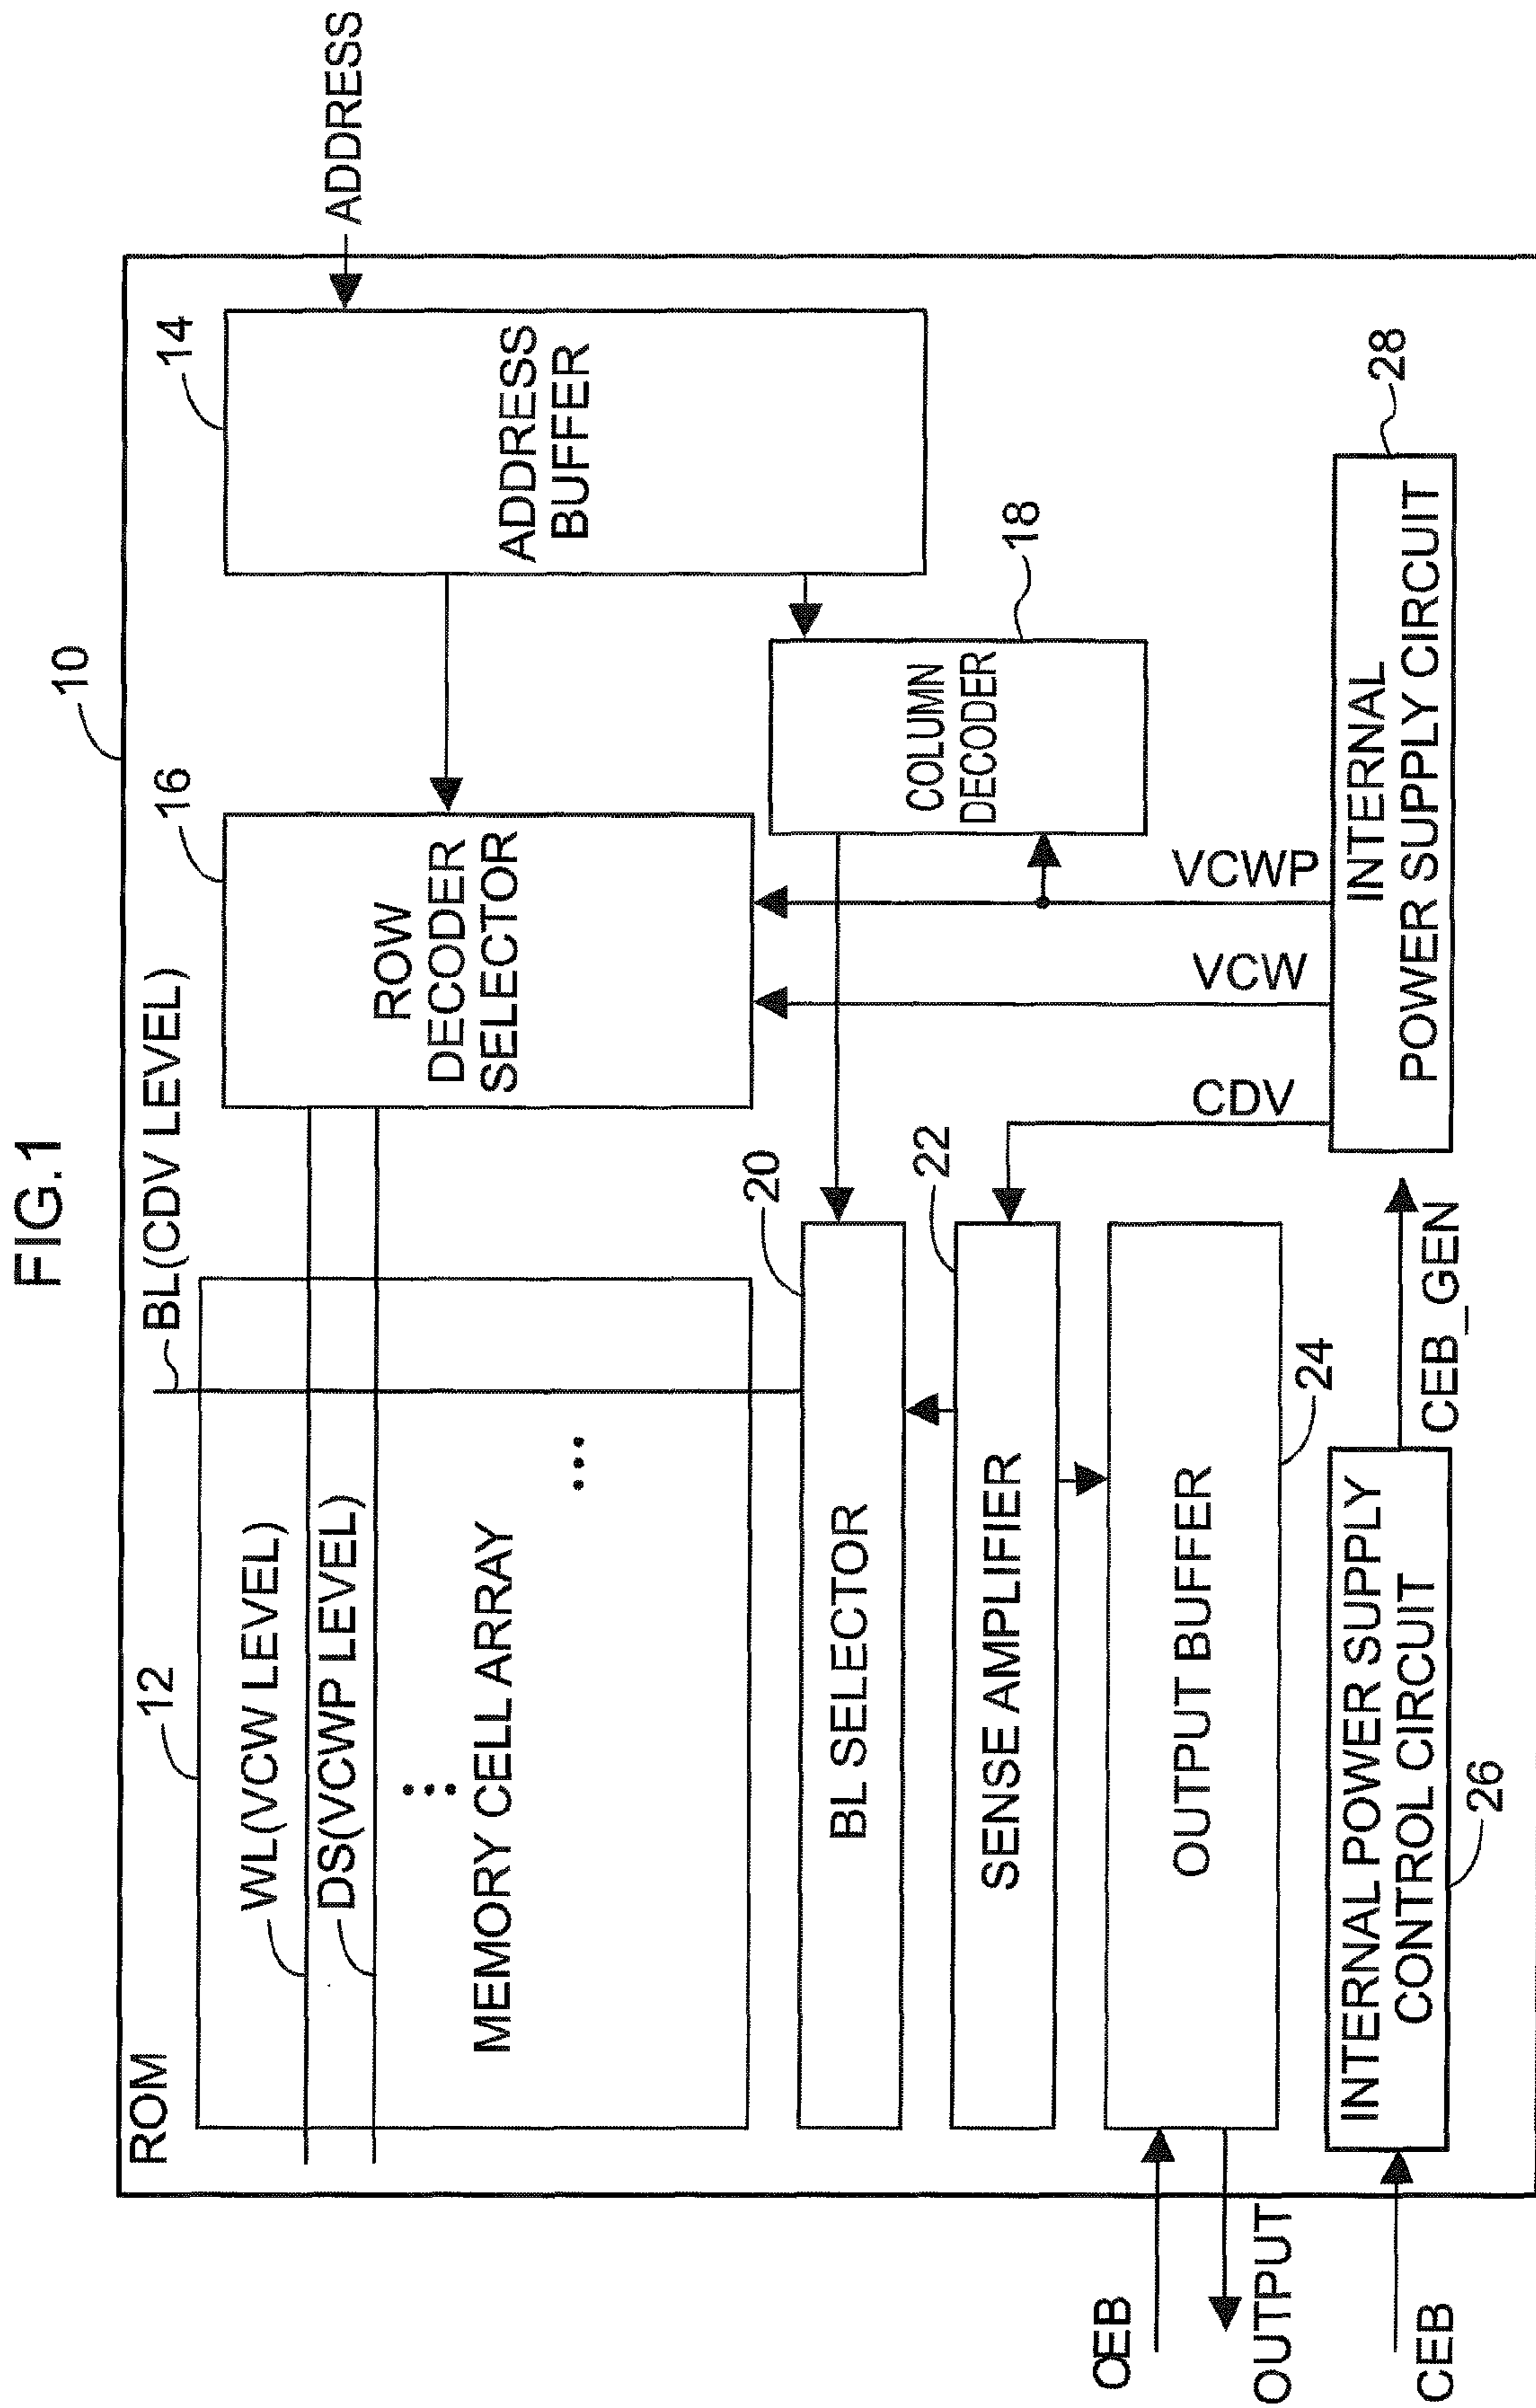 FIG.1
10
ROM
12
BL(CDV LEVEL)
16
14
ADDRESS
WL(VCW LEVEL)
DS(VCWP LEVEL)
MEMORY CELL ARRAY
ROW
DECODER
SELECTOR
ADDRESS
BUFFER
20
BL SELECTOR
COLUMN
DECODER
18
22
SENSE AMPLIFIER
OUTPUT BUFFER
24
OEB
OUTPUT
CDV
VCW
VCWP
INTERNAL POWER SUPPLY
CONTROL CIRCUIT
26
CEB
CEB_GEN
INTERNAL
POWER SUPPLY CIRCUIT
28